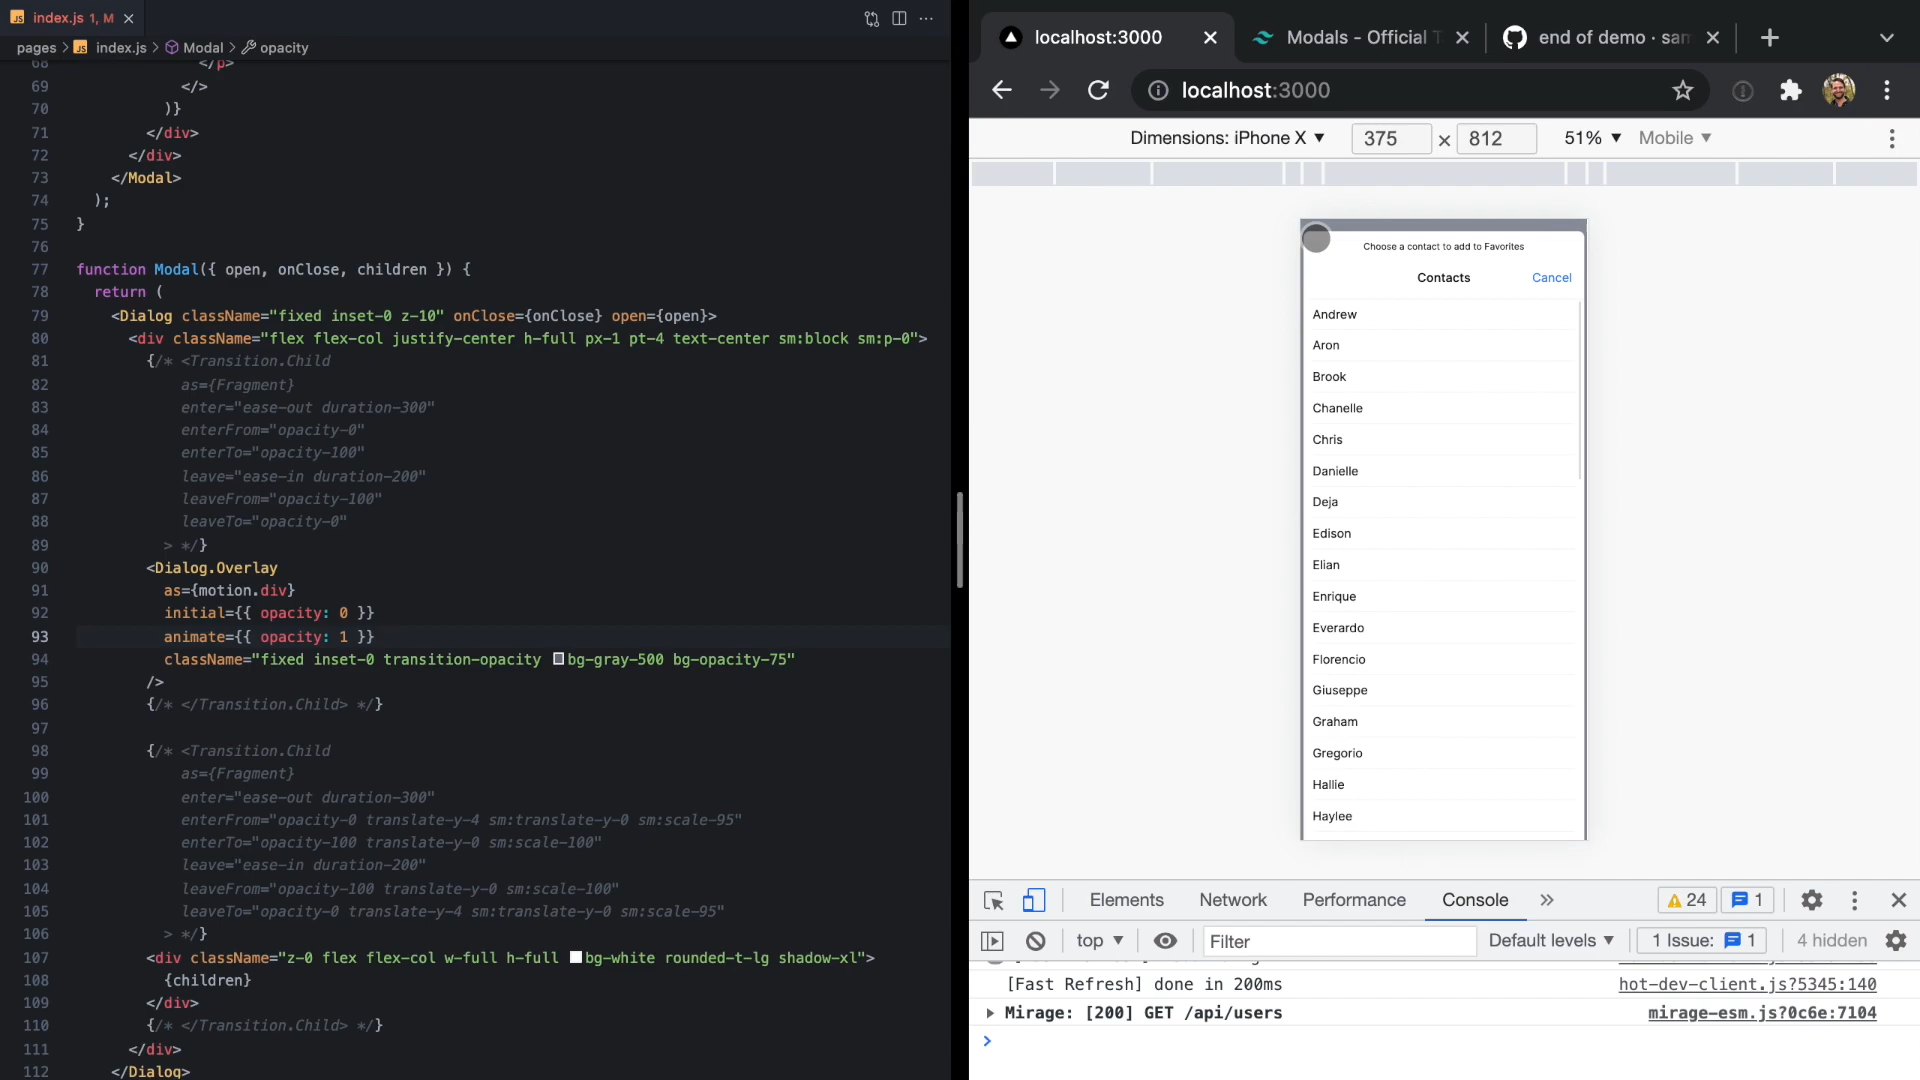 index.js 1, M
pages > index.js > Modal > opacity
68 </p>
69 </>
70 )}
71 </div>
72 </div>
73 </Modal>
74 );
75 }
76
77 function Modal({ open, onClose, children }) {
78 return (
79 <Dialog className="fixed inset-0 z-10" onClose={onClose} open={open}>
80 <div className="flex flex-col justify-center h-full px-1 pt-4 text-center sm:block sm:p-0">
81 {/* <Transition.Child
82 as={Fragment}
83 enter="ease-out duration-300"
84 enterFrom="opacity-0"
85 enterTo="opacity-100"
86 leave="ease-in duration-200"
87 leaveFrom="opacity-100"
88 leaveTo="opacity-0"
89 > */}
90 <Dialog.Overlay
91 as={motion.div}
92 initial={{ opacity: 0 }}
93 animate={{ opacity: 1 }}
94 className="fixed inset-0 transition-opacity bg-gray-500 bg-opacity-75"
95 />
96 {/* </Transition.Child> */}
97
98 {/* <Transition.Child
99 as={Fragment}
100 enter="ease-out duration-300"
101 enterFrom="opacity-0 translate-y-4 sm:translate-y-0 sm:scale-95"
102 enterTo="opacity-100 translate-y-0 sm:scale-100"
103 leave="ease-in duration-200"
104 leaveFrom="opacity-100 translate-y-0 sm:scale-100"
105 leaveTo="opacity-0 translate-y-4 sm:translate-y-0 sm:scale-95"
106 > */}
107 <div className="z-0 flex flex-col w-full h-full bg-white rounded-t-lg shadow-xl">
108 {children}
109 </div>
110 {/* </Transition.Child> */}
111 </div>
112 </Dialog>
localhost:3000
Modals - Official T
end of demo · sam
localhost:3000
Dimensions: iPhone X 375 × 812 51% Mobile
Choose a contact to add to Favorites
Contacts Cancel
Andrew
Aron
Brook
Chanelle
Chris
Danielle
Deja
Edison
Elian
Enrique
Everardo
Florencio
Giuseppe
Graham
Gregorio
Hallie
Haylee
Elements Network Performance Console » 24 1
top Filter Default levels 1 Issue: 1 4 hidden
[Fast Refresh] done in 200ms hot-dev-client.js?5345:140
Mirage: [200] GET /api/users mirage-esm.js?0c6e:7104